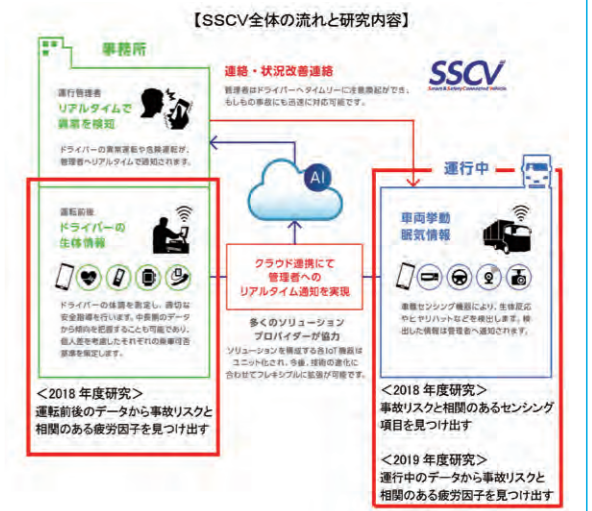 【SSCV全体の流れと研究内容】
事務所
運行管理者
リアルタイムで
異常を検知
ドライバーの異常運転や危険運転が、
管理者へリアルタイムで通知されます。
連絡・状況改善連絡
管理者はドライバーへタイムリーに注意喚起ができ、
もしもの事故にも迅速に対応可能です。
SSCV
Smart & Safety Connected Vehicle
AI
運転前後
ドライバーの
生体情報
ドライバーの体調を測定し、適切な
安全指導を行います。中長期のデータ
から傾向を把握することも可能であり、
個人差を考慮したそれぞれの乗車可否
基準を策定します。
クラウド連携にて
管理者への
リアルタイム通知を実現
多くのソリューション
プロバイダーが協力
ソリューションを構成する各IoT機器は
ユニット化され、今後、技術の進化に
合わせてフレキシブルに拡張が可能です。
運行中
車両挙動
眠気情報
車載センシング機器により、生体反応
やヒヤリハットなどを検出します。検
出した情報は管理者へ通知されます。
<2018 年度研究>
運転前後のデータから事故リスクと
相関のある疲労因子を見つけ出す
<2018 年度研究>
事故リスクと相関のあるセンシング
項目を見つけ出す
<2019 年度研究>
運行中のデータから事故リスクと
相関のある疲労因子を見つけ出す